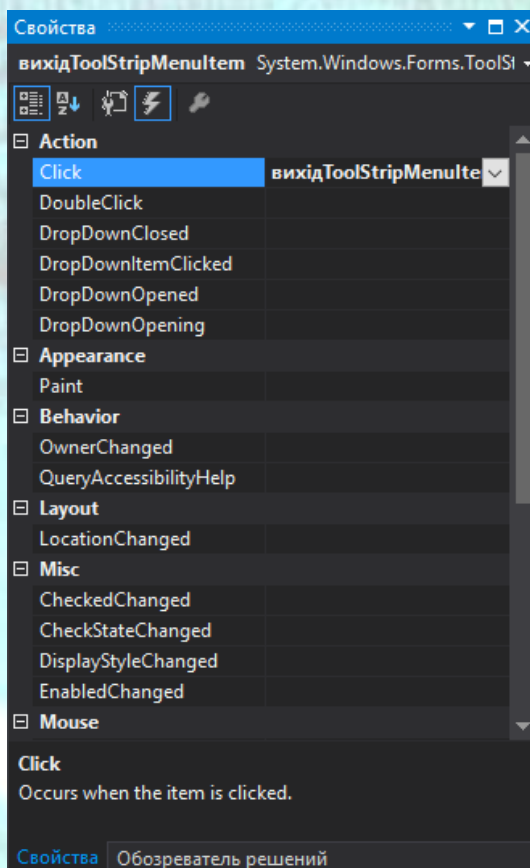 Свойства
вихідToolStripMenuItem System.Windows.Forms.ToolSt
Action
Click вихідToolStripMenuIte
DoubleClick
DropDownClosed
DropDownItemClicked
DropDownOpened
DropDownOpening
Appearance
Paint
Behavior
OwnerChanged
QueryAccessibilityHelp
Layout
LocationChanged
Misc
CheckedChanged
CheckStateChanged
DisplayStyleChanged
EnabledChanged
Mouse
Click
Occurs when the item is clicked.
Свойства Обозреватель решений